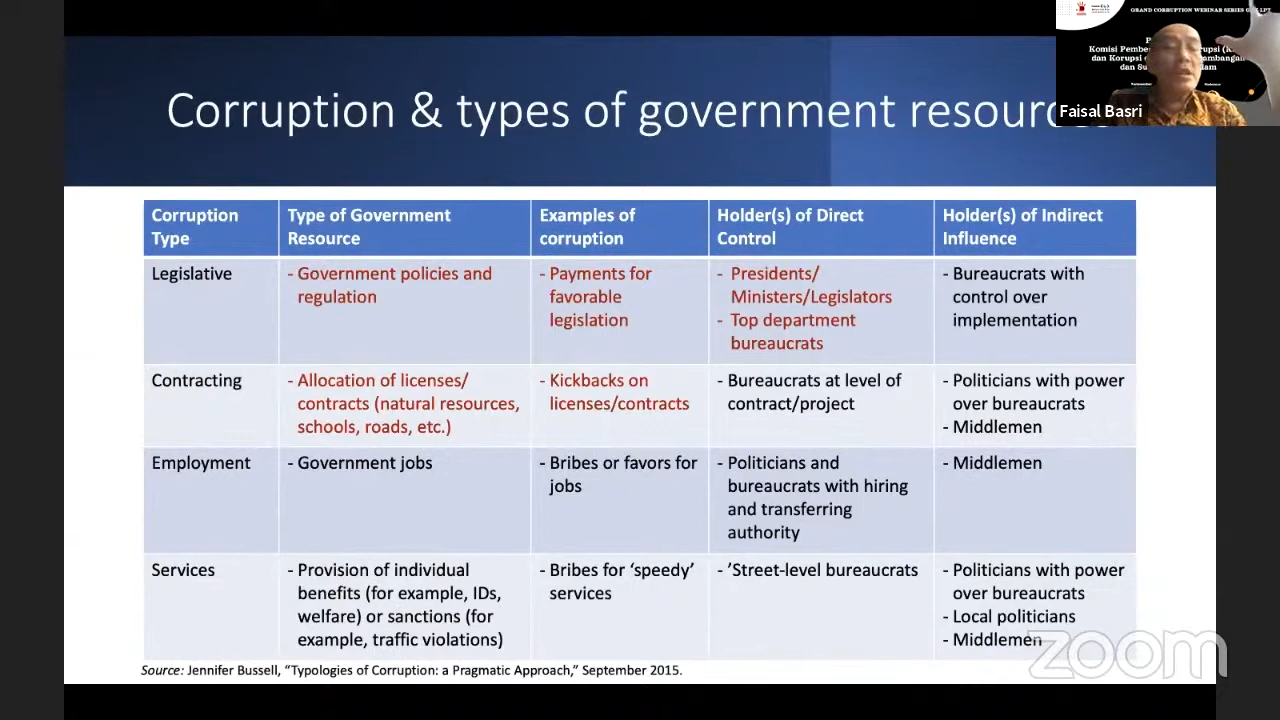 GRAND CORRUPTION WEBINAR SERIES
Faisal Basri
Corruption & types of government
Corruption Type
Type of Government Resource
Examples of corruption
Holder(s) of Direct Control
Holder(s) of Indirect Influence
Legislative
- Government policies and
regulation
- Payments for
favorable
legislation
- Presidents/
Ministers/Legislators
- Top department
bureaucrats
- Bureaucrats with
control over
implementation
Contracting
- Allocation of licenses/
contracts (natural resources,
schools, roads, etc.)
- Kickbacks on
licenses/contracts
- Bureaucrats at level of
contract/project
- Politicians with power
over bureaucrats
- Middlemen
Employment
- Government jobs
- Bribes or favors for
jobs
- Politicians and
bureaucrats with hiring
and transferring
authority
- Middlemen
Services
- Provision of individual
benefits (for example, IDs,
welfare) or sanctions (for
example, traffic violations)
- Bribes for ‘speedy’
services
- ’Street-level bureaucrats
- Politicians with power
over bureaucrats
- Local politicians
- Middlemen
Source: Jennifer Bussell, “Typologies of Corruption: a Pragmatic Approach,” September 2015.
zoom